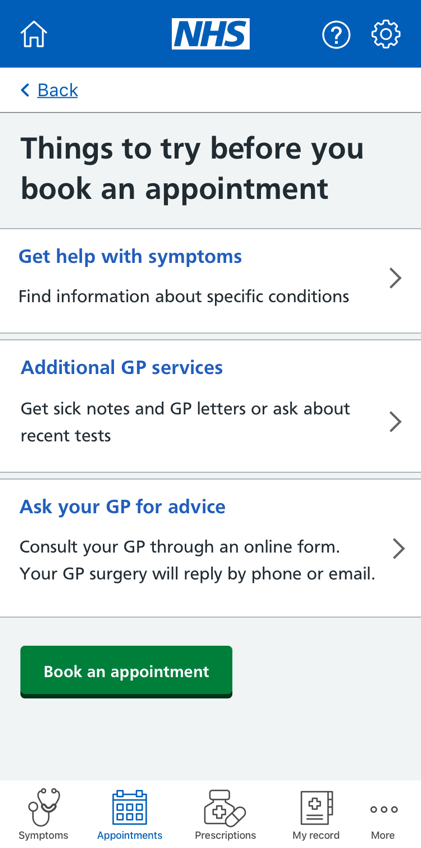 NHS
Back
Things to try before you
book an appointment
Get help with symptoms
Find information about specific conditions
Additional GP services
Get sick notes and GP letters or ask about
recent tests
Ask your GP for advice
Consult your GP through an online form.
Your GP surgery will reply by phone or email.
Book an appointment
Symptoms Appointments Prescriptions My record More